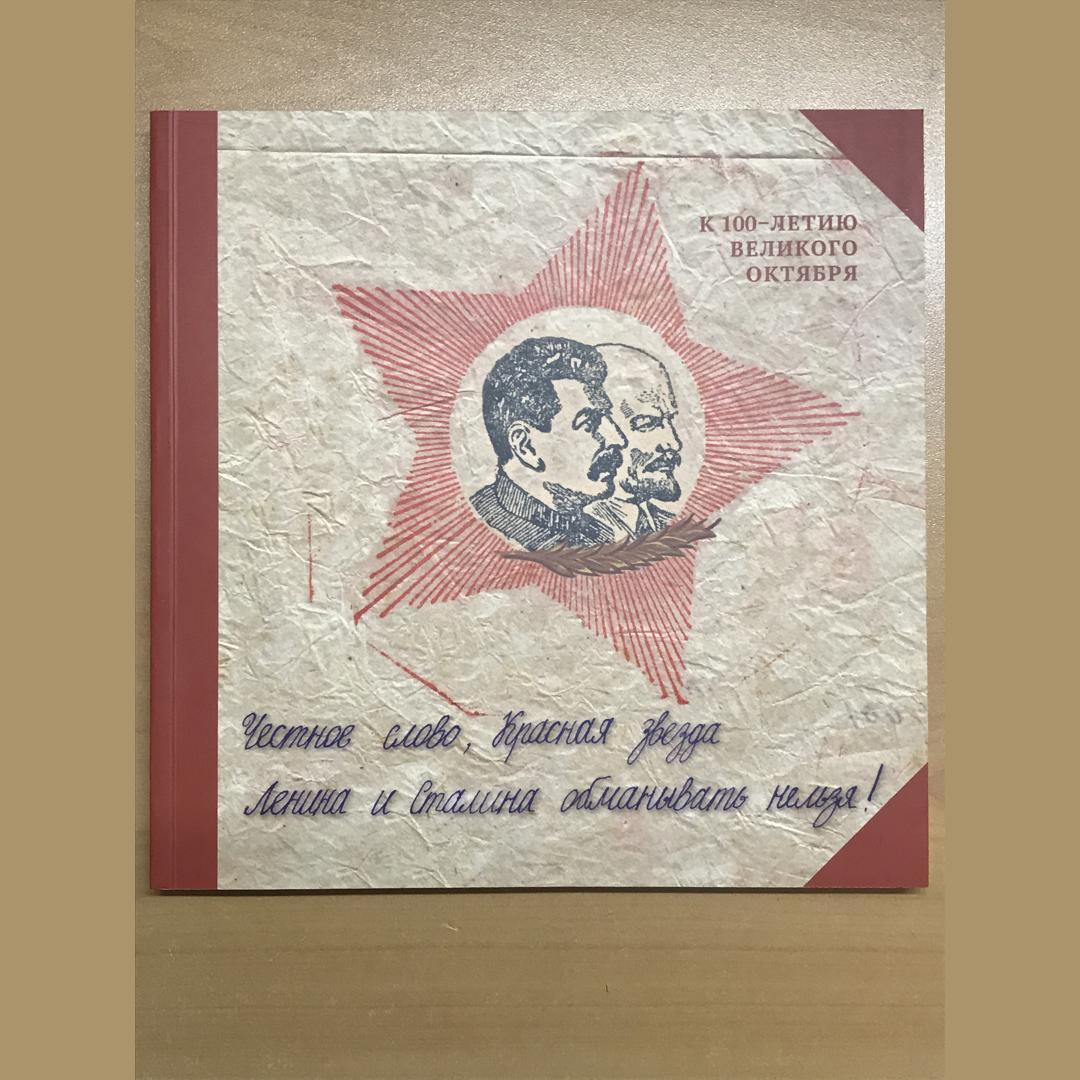 К 100-ЛЕТИЮ
ВЕЛИКОГО
ОКТЯБРЯ
Честное слово, Красная звезда
Ленина и Сталина обманывать нельзя!